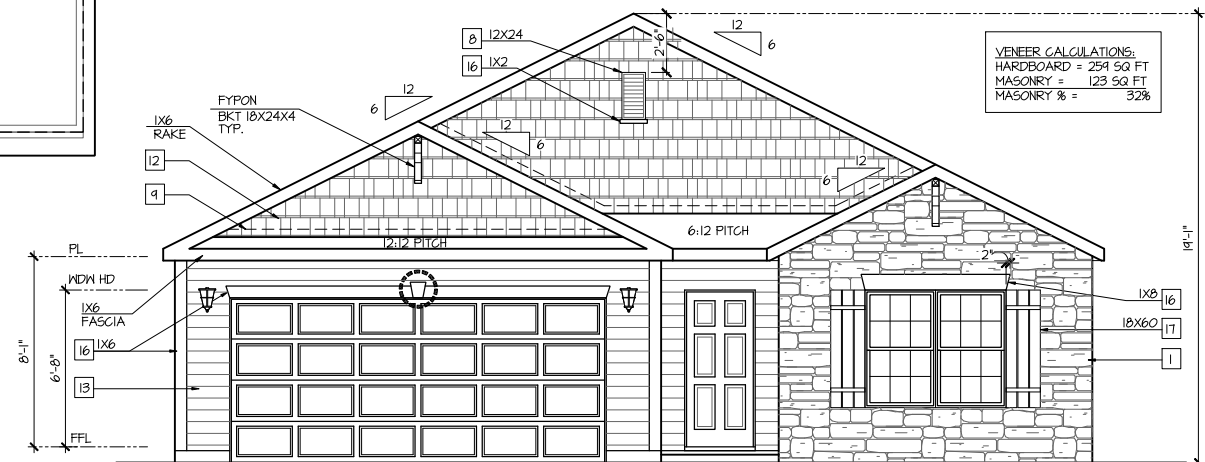 12
6
2'-6"
8 12X24
16 1X2
VENEER CALCULATIONS:
HARDBOARD = 259 SQ FT
MASONRY = 123 SQ FT
MASONRY % = 32%
12
6
FYPON
BKT 18X24X4
TYP.
1X6
RAKE
12
6
12
6
12
9
12:12 PITCH
6:12 PITCH
19'-1"
PL
2"
WDW HD
1X6
FASCIA
1X8 16
18X60 17
16 1X6
1
8'-1"
6'-8"
13
FFL